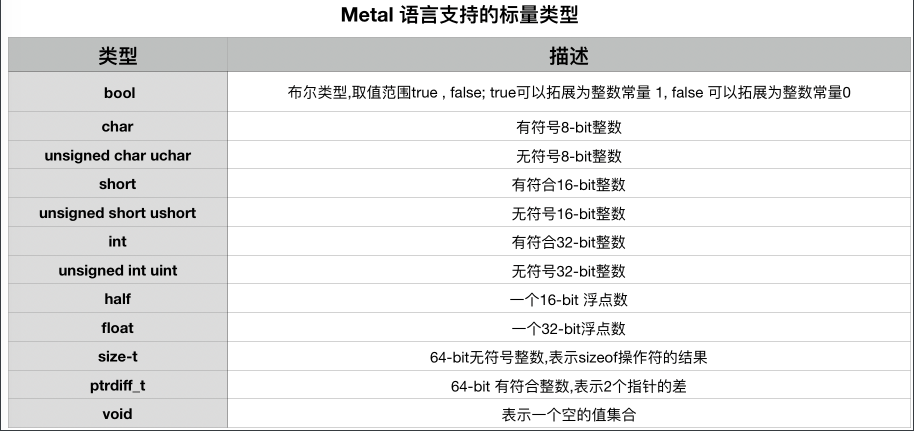 Metal 语言支持的标量类型
类型 描述
bool 布尔类型,取值范围true , false; true可以拓展为整数常量 1, false 可以拓展为整数常量0
char 有符号8-bit整数
unsigned char uchar 无符号8-bit整数
short 有符合16-bit整数
unsigned short ushort 无符号16-bit整数
int 有符合32-bit整数
unsigned int uint 无符号32-bit整数
half 一个16-bit 浮点数
float 一个32-bit浮点数
size-t 64-bit无符号整数,表示sizeof操作符的结果
ptrdiff_t 64-bit 有符合整数,表示2个指针的差
void 表示一个空的值集合